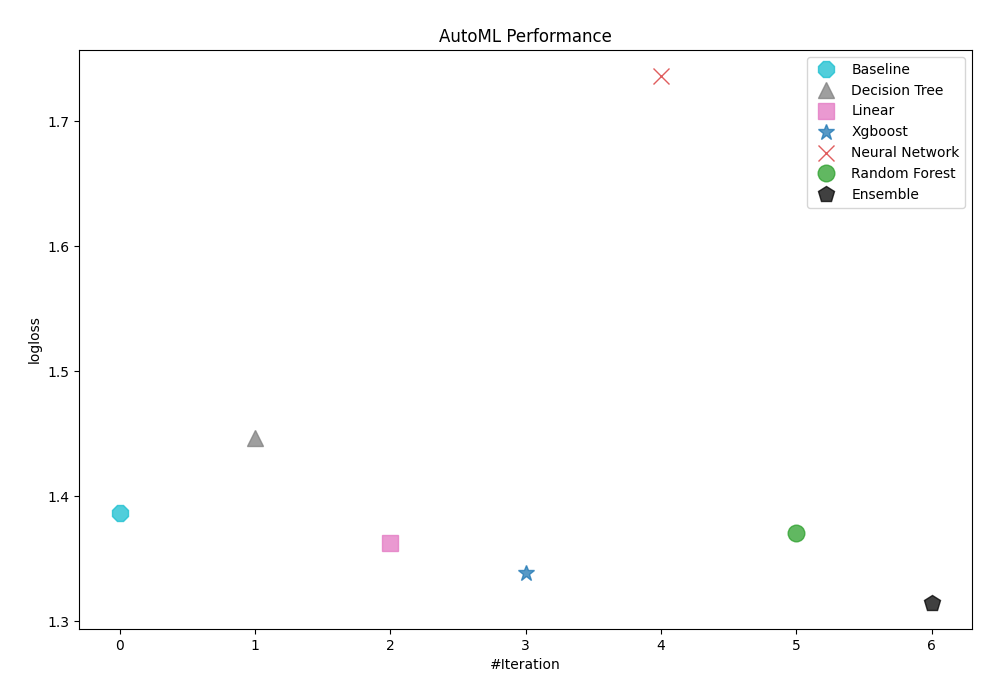 AutoML Performance
Baseline
Decision Tree
Linear
Xgboost
Neural Network
Random Forest
Ensemble
logloss
1.7
1.6
1.5
1.4
1.3
0 1 2 3 4 5 6
#Iteration